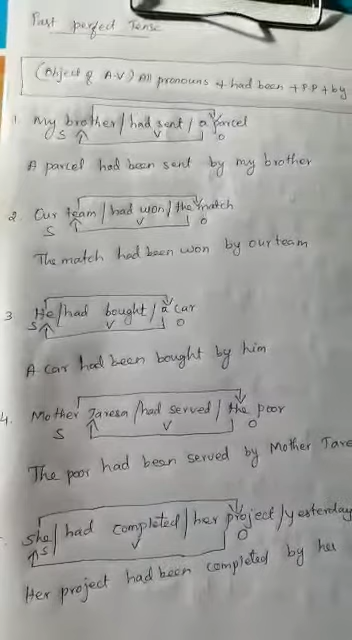 Past perfect Tense
(Object of A.V) All pronouns + had been + P.P + by
1. My brother / had sent / a parcel
S V O
A parcel had been sent by my brother
2. Our team / had won / the match
S V O
The match had been won by our team
3 He / had bought / a car
S V O
A car had been bought by him
4. Mother Taresa / had served / the poor
S V O
The poor had been served by Mother Tare
She / had completed / her project / yesterday
S V O
Her project had been completed by her